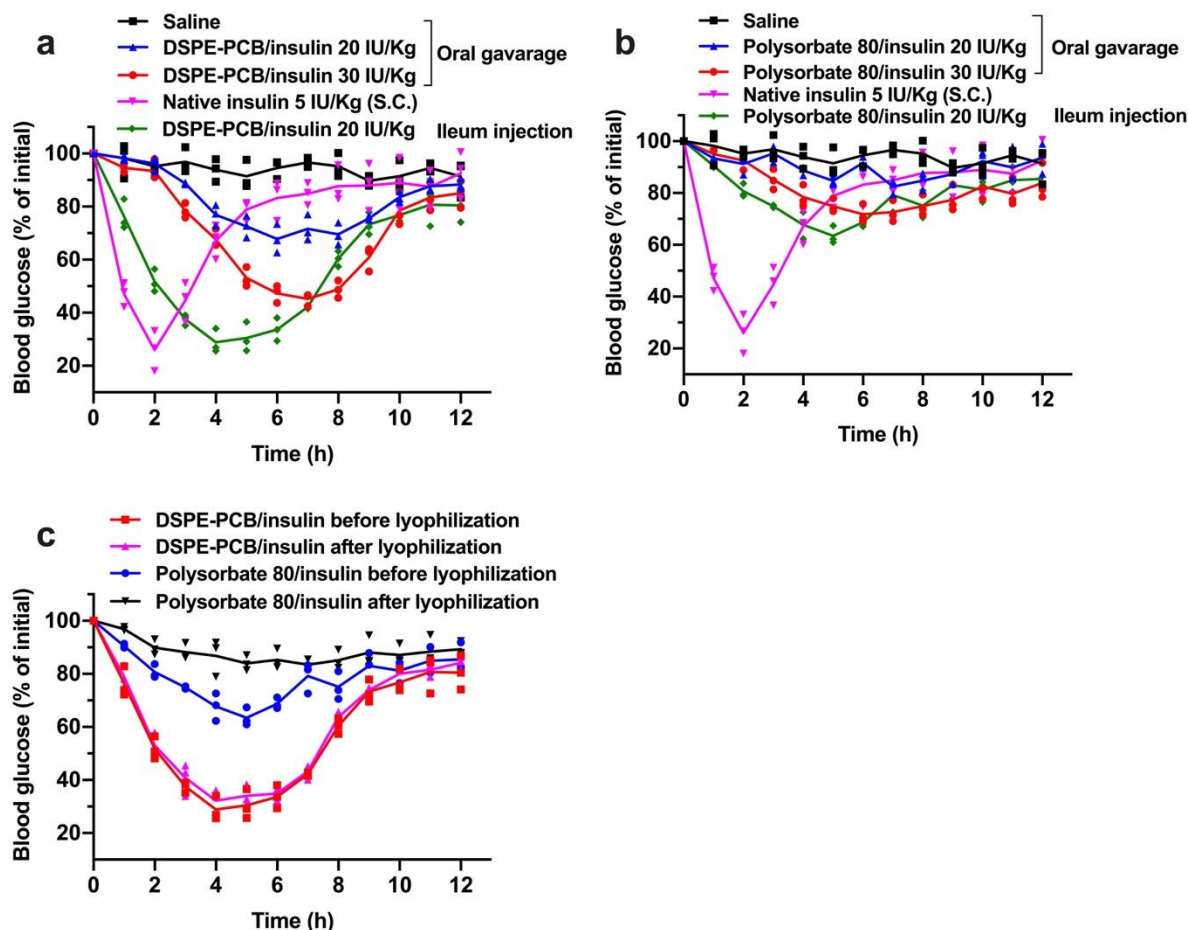 a
Saline
DSPE-PCB/insulin 20 IU/Kg
DSPE-PCB/insulin 30 IU/Kg
Oral gavarage
Native insulin 5 IU/Kg (S.C.)
DSPE-PCB/insulin 20 IU/Kg
Ileum injection
Blood glucose (% of initial)
100
80
60
40
20
0 2 4 6 8 10 12
Time (h)
b
Saline
Polysorbate 80/insulin 20 IU/Kg
Polysorbate 80/insulin 30 IU/Kg
Oral gavarage
Native insulin 5 IU/Kg (S.C.)
Polysorbate 80/insulin 20 IU/Kg
Ileum injection
Blood glucose (% of initial)
100
80
60
40
20
0 2 4 6 8 10 12
Time (h)
c
DSPE-PCB/insulin before lyophilization
DSPE-PCB/insulin after lyophilization
Polysorbate 80/insulin before lyophilization
Polysorbate 80/insulin after lyophilization
Blood glucose (% of initial)
100
80
60
40
20
0 2 4 6 8 10 12
Time (h)